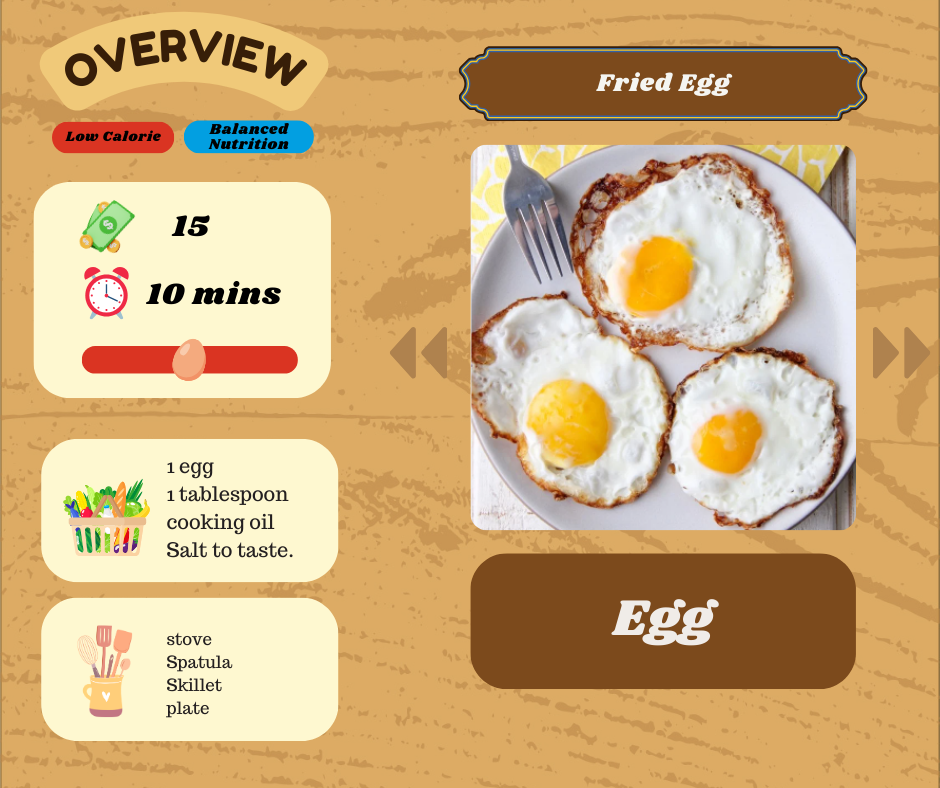 OVERVIEW
Low Calorie
Balanced
Nutrition
15
10 mins
1 egg
1 tablespoon
cooking oil
Salt to taste.
stove
Spatula
Skillet
plate
Fried Egg
Egg